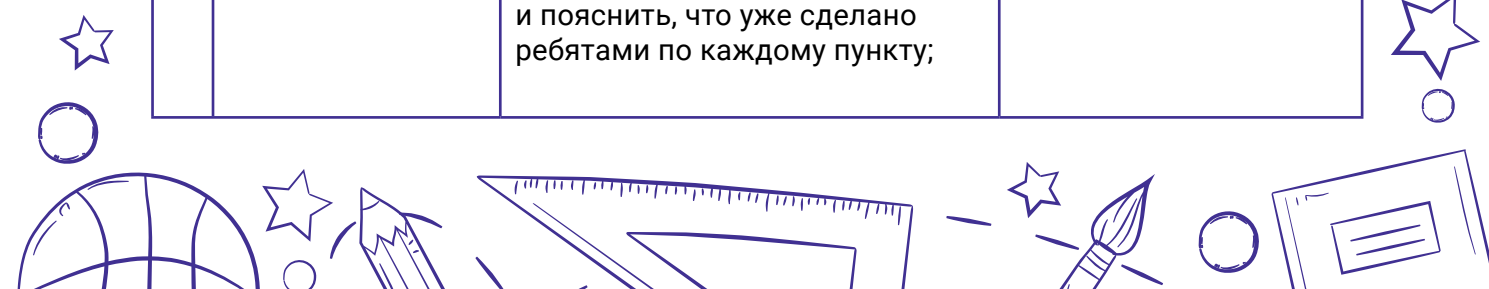 и пояснить, что уже сделано
ребятами по каждому пункту;